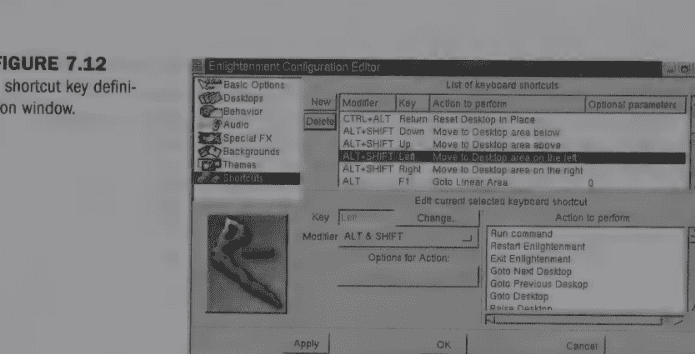 FIGURE 7.12
shortcut key defini-
on window.
Enlightenment Configuration Editor
Basic Options
Desktops
Behavior
Audio
Special FX
Backgrounds
Themes
Shortcuts
List of keyboard shortcuts
New
Delete
Modifier Key Action to perform Optional parameters
CTRL+ALT Return Reset Desktop In Place
ALT+SHIFT Down Move to Desktop area below
ALT+SHIFT Up Move to Desktop area above
ALT+SHIFT Left Move to Desktop area on the left
ALT+SHIFT Right Move to Desktop area on the right
ALT F1 Goto Linear Area 0
Edit current selected keyboard shortcut
Key Left Change...
Modifier ALT & SHIFT
Options for Action:
Action to perform
Run command
Restart Enlightenment
Exit Enlightenment
Goto Next Desktop
Goto Previous Deskop
Goto Desktop
Raise Desktop
Apply OK Cancel